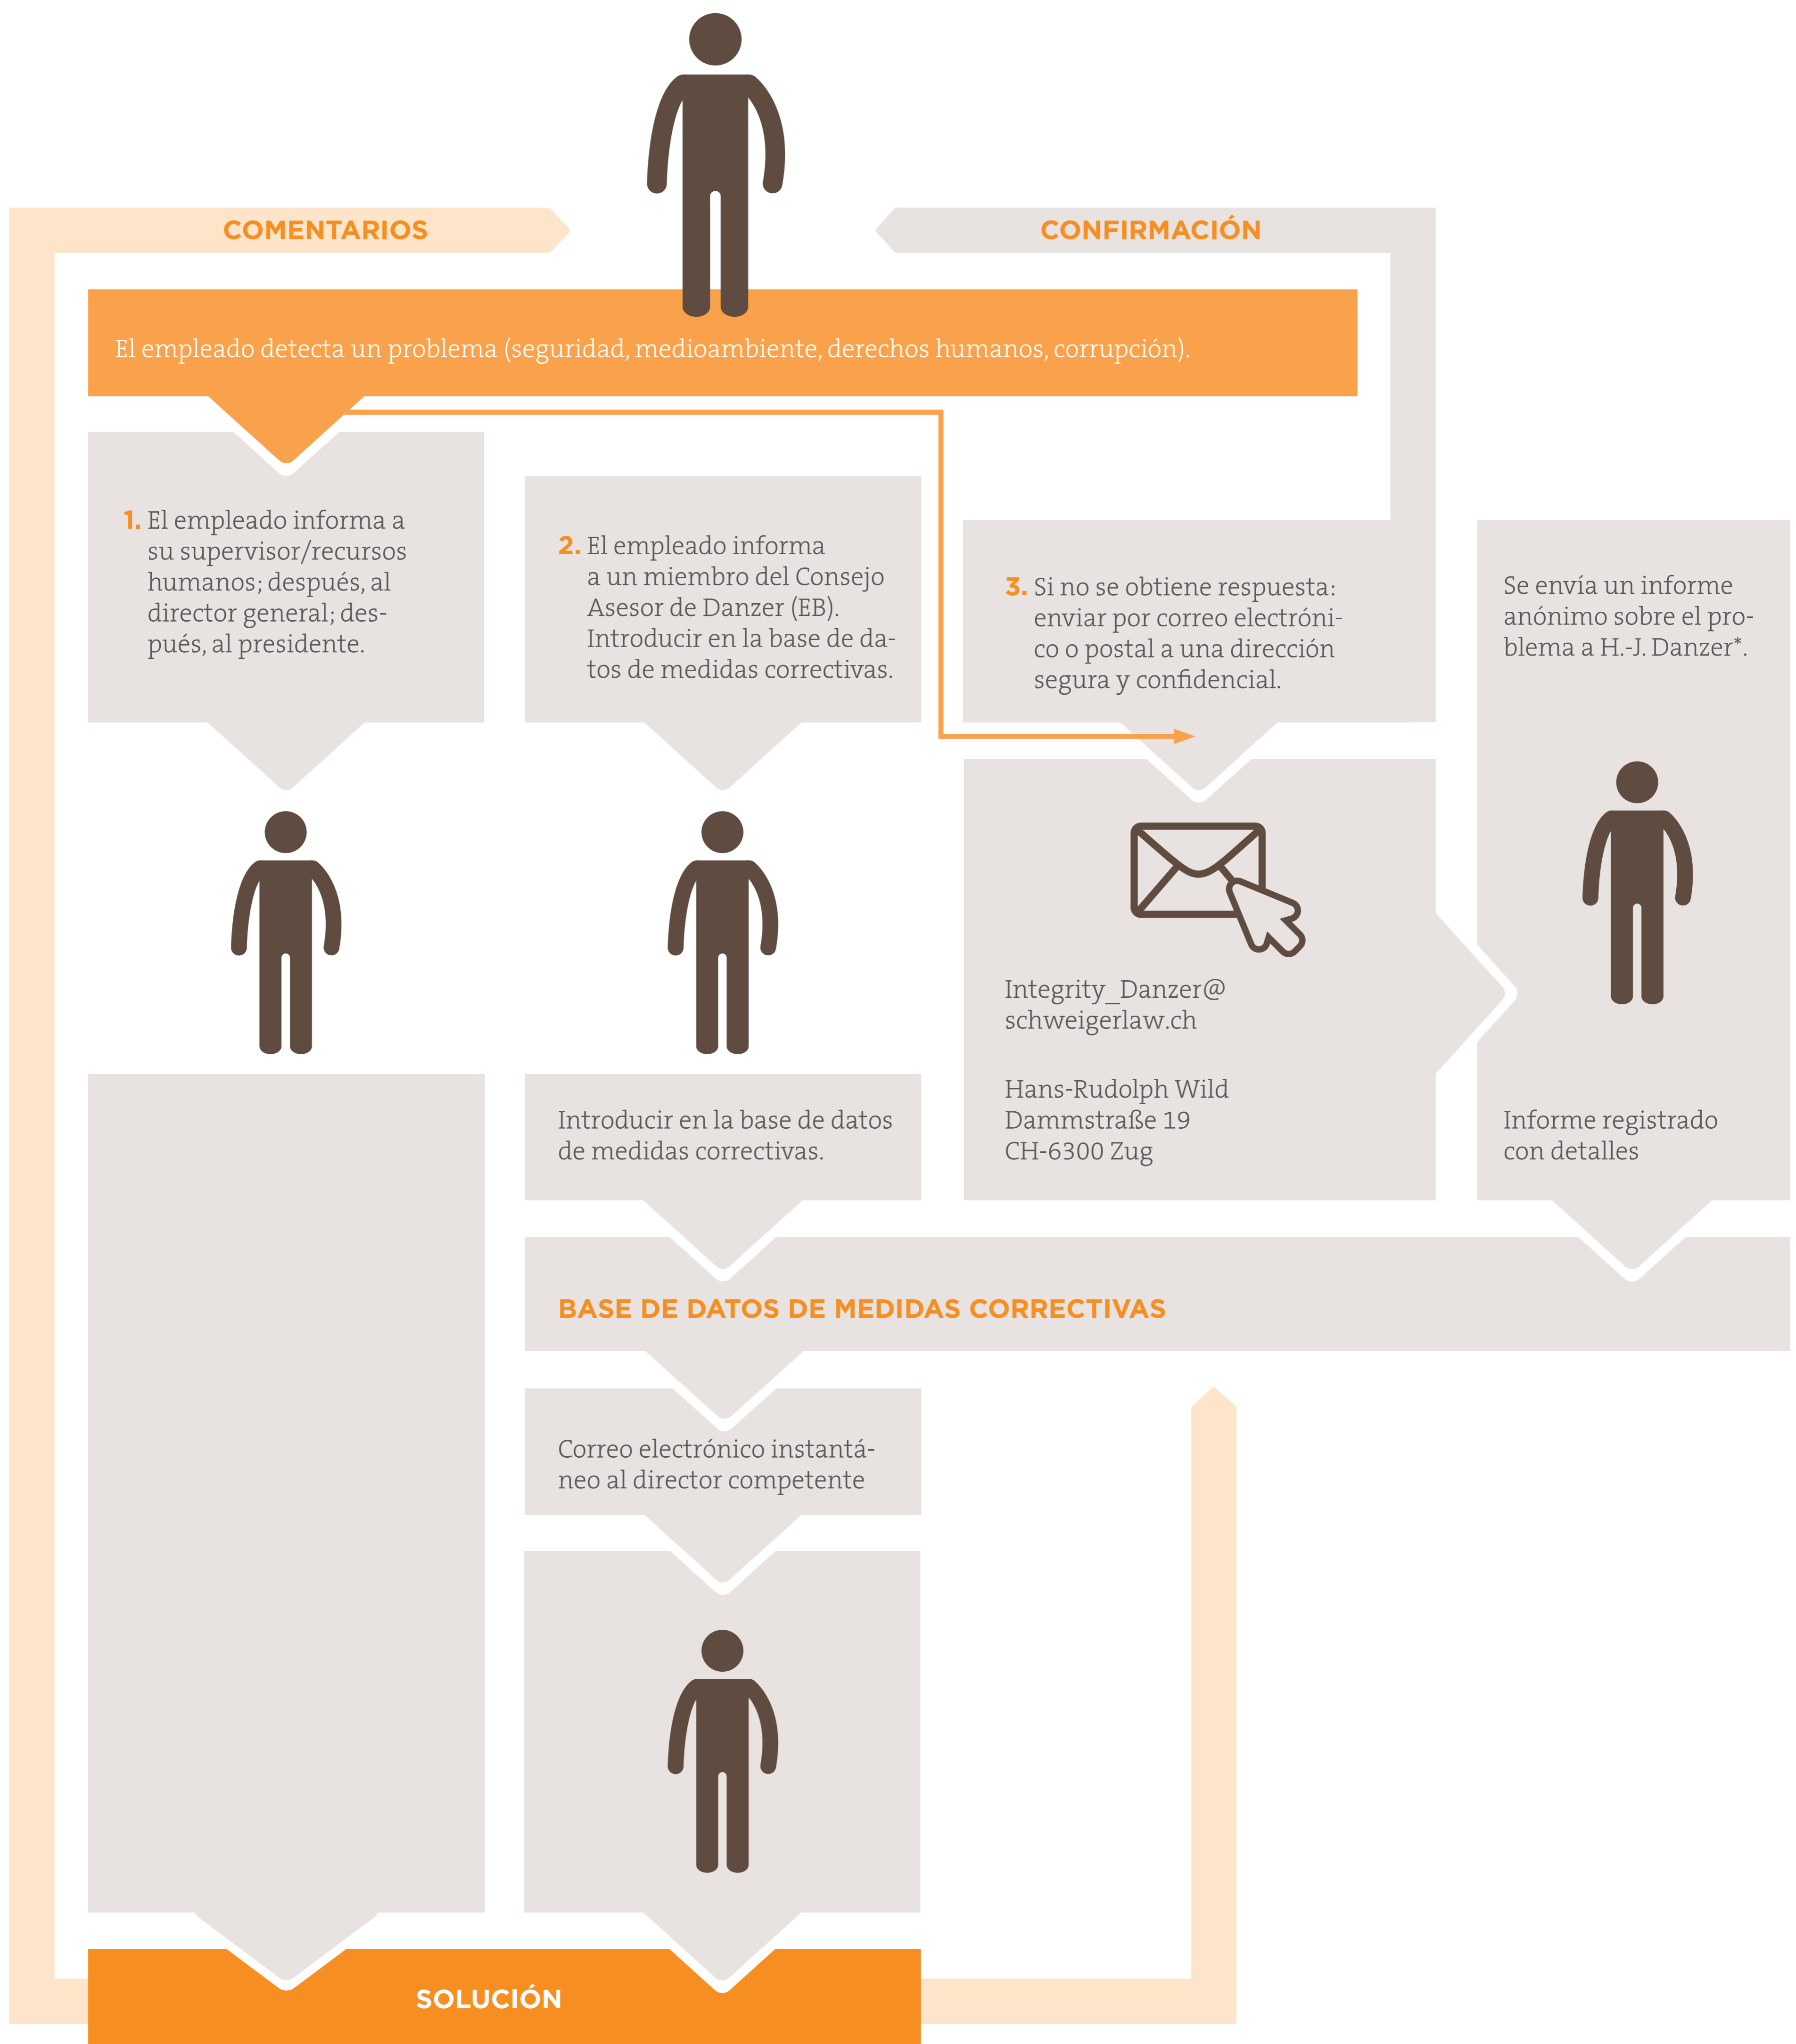 COMENTARIOS
CONFIRMACIÓN
El empleado detecta un problema (seguridad, medioambiente, derechos humanos, corrupción).
1. El empleado informa a
su supervisor/recursos
humanos; después, al
director general; des-
pués, al presidente.
2. El empleado informa
a un miembro del Consejo
Asesor de Danzer (EB).
Introducir en la base de da-
tos de medidas correctivas.
3. Si no se obtiene respuesta:
enviar por correo electróni-
co o postal a una dirección
segura y confidencial.
Se envía un informe
anónimo sobre el pro-
blema a H.-J. Danzer*.
Integrity_Danzer@
schweigerlaw.ch
Hans-Rudolph Wild
Dammstraße 19
CH-6300 Zug
Introducir en la base de datos
de medidas correctivas.
Informe registrado
con detalles
BASE DE DATOS DE MEDIDAS CORRECTIVAS
Correo electrónico instantá-
neo al director competente
SOLUCIÓN